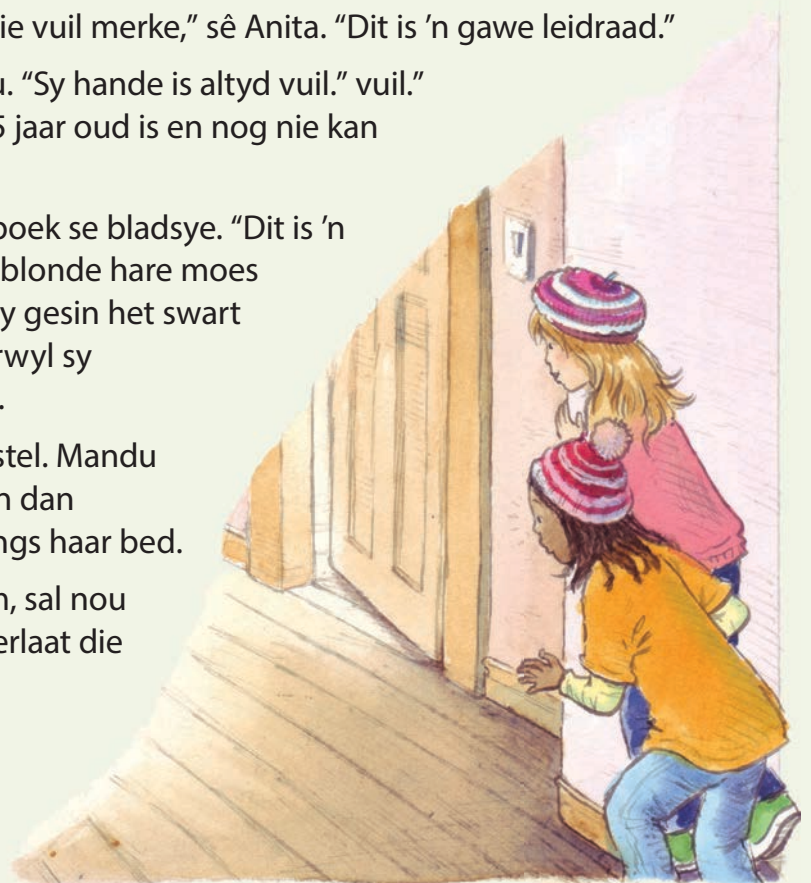 ie vuil merke,” sê Anita. “Dit is ’n gawe leidraad.”
. “Sy hande is altyd vuil.” vuil.”
jaar oud is en nog nie kan
boek se bladsye. “Dit is ’n
blonde hare moes
y gesin het swart
rwyl sy
.
stel. Mandu
n dan
ngs haar bed.
n, sal nou
erlaat die